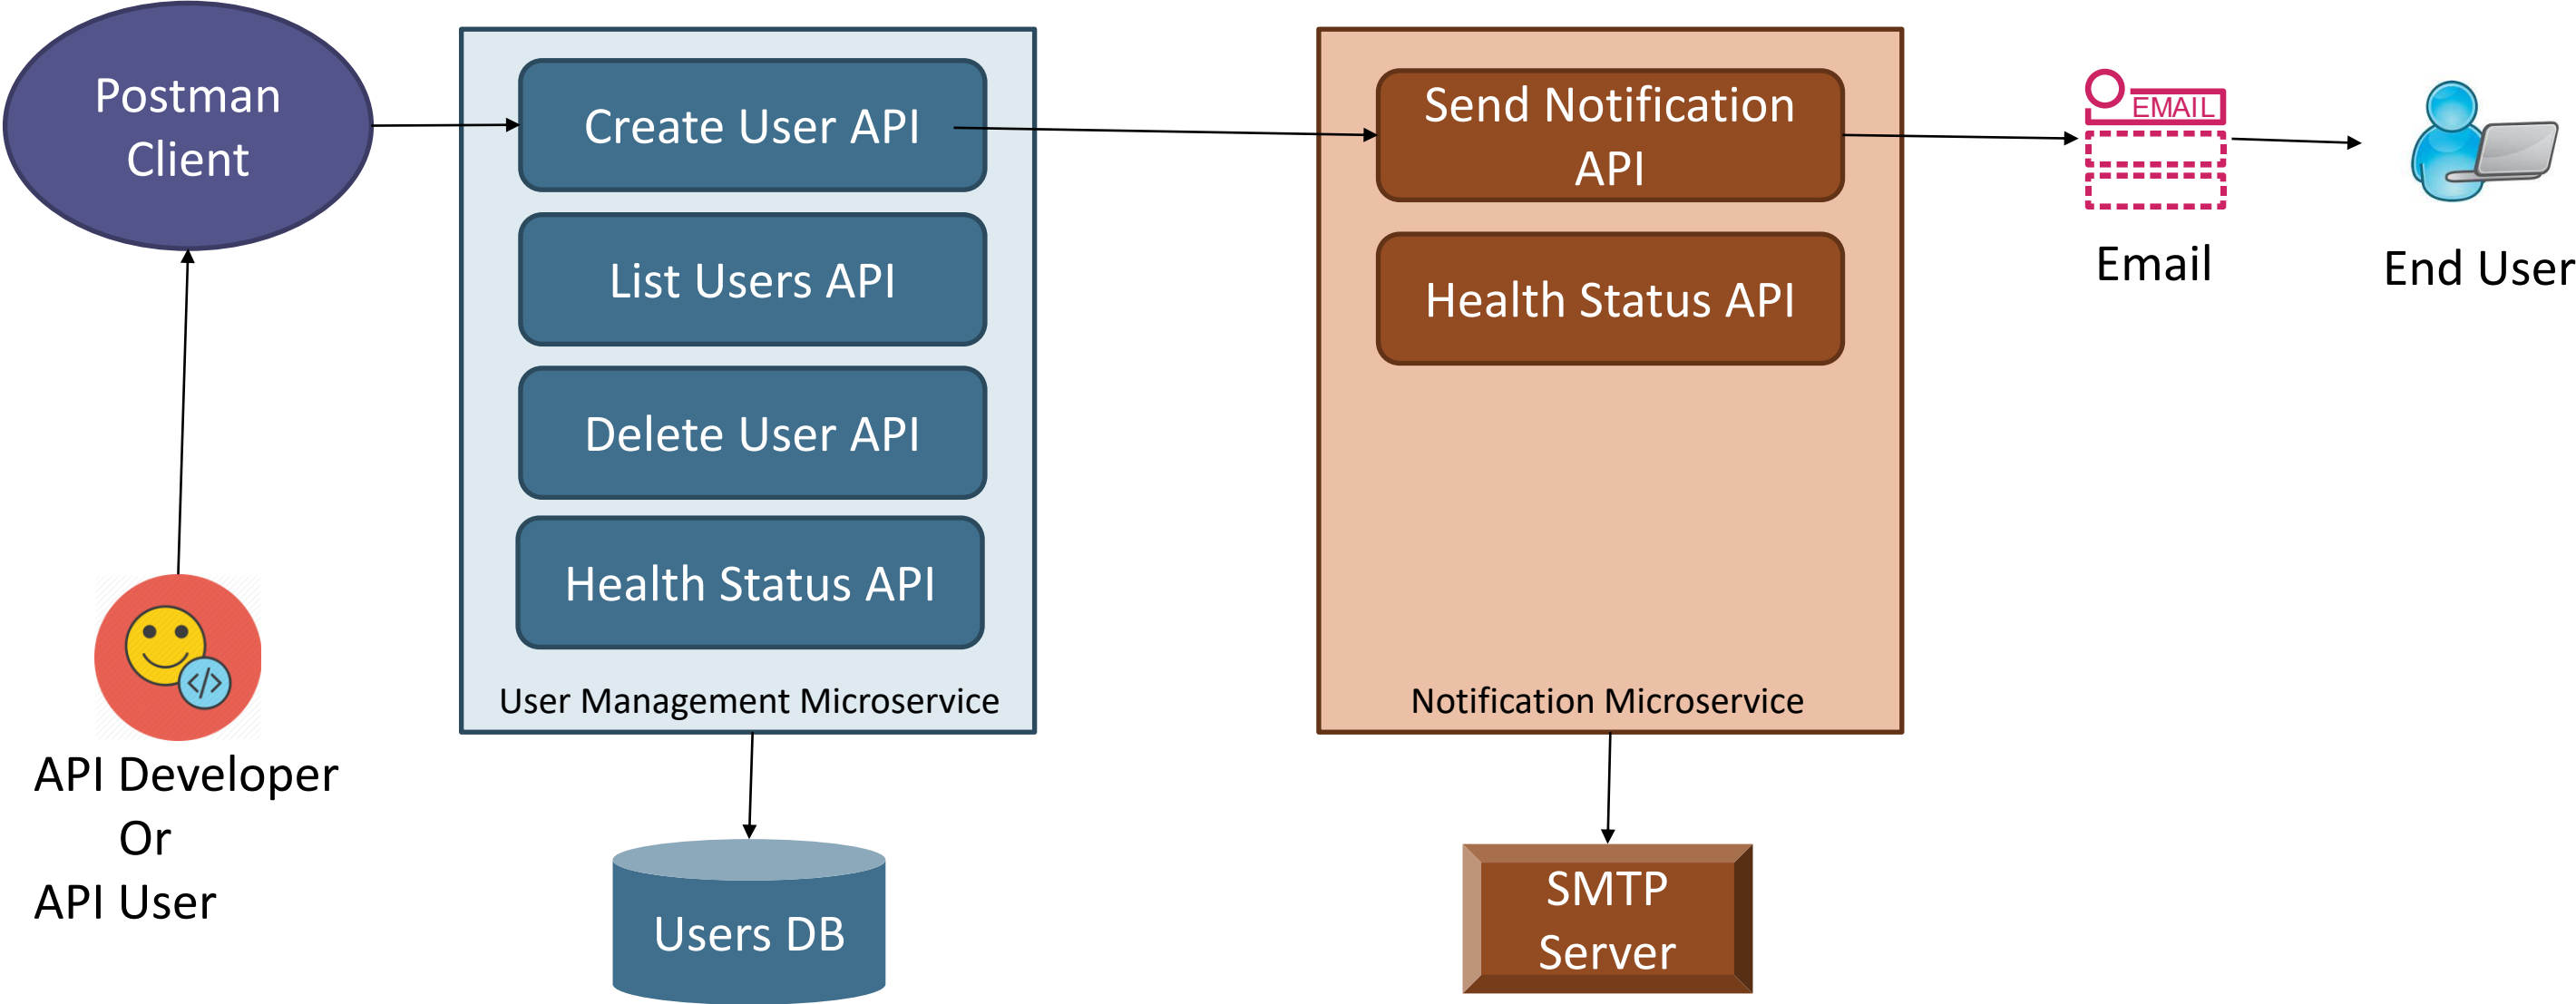 Postman
Client
Create User API
List Users API
Delete User API
Health Status API
User Management Microservice
Users DB
Send Notification
API
Health Status API
Notification Microservice
SMTP
Server
EMAIL
Email
End User
</>
API Developer
Or
API User